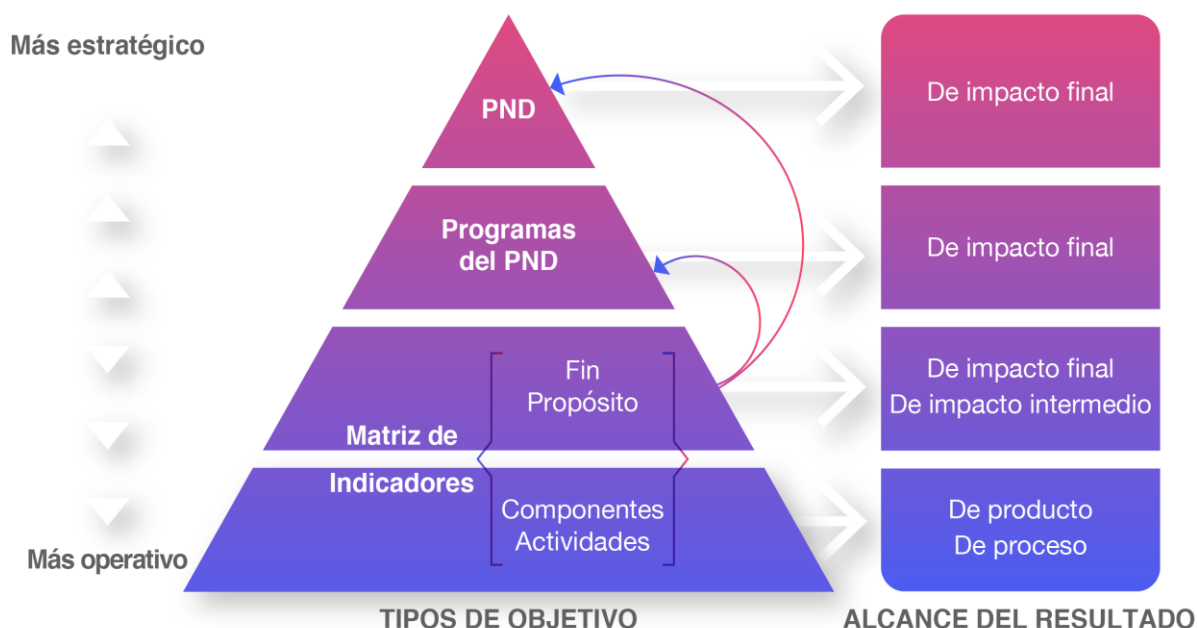 Más estratégico
PND
De impacto final
Programas
del PND
De impacto final
Fin
Propósito
De impacto final
De impacto intermedio
Matriz de
Indicadores
Componentes
Actividades
De producto
De proceso
Más operativo
TIPOS DE OBJETIVO
ALCANCE DEL RESULTADO